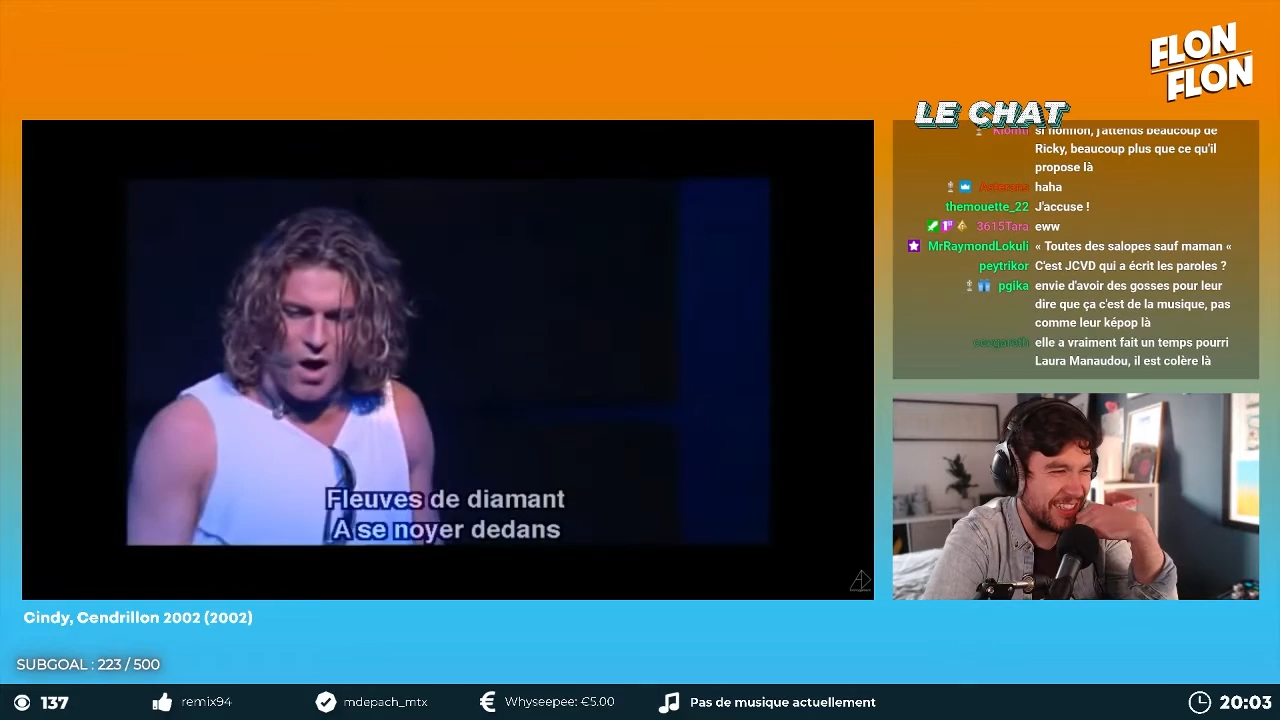 FLON
FLON
LE CHAT
Klomti si nonnon, j'attends beaucoup de
Ricky, beaucoup plus que ce qu'il
propose là
haha
themouette_22 J'accuse !
3615Tara eww
MrRaymondLokuli « Toutes des salopes sauf maman «
peytrikor C'est JCVD qui a écrit les paroles ?
pgika envie d'avoir des gosses pour leur
dire que ça c'est de la musique, pas
comme leur képop là
elle a vraiment fait un temps pourri
Laura Manaudou, il est colère là
Fleuves de diamant
A se noyer dedans
Cindy, Cendrillon 2002 (2002)
SUBGOAL : 223 / 500
137 remix94 mdepach_mtx Whyseepee: €5.00 Pas de musique actuellement 20:03